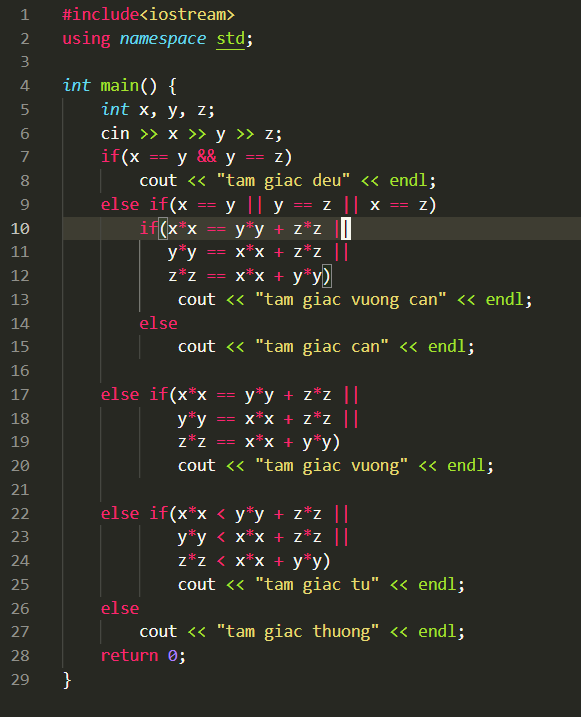 1 #include<iostream>
2 using namespace std;
3
4 int main() {
5 int x, y, z;
6 cin >> x >> y >> z;
7 if(x == y && y == z)
8 cout << "tam giac deu" << endl;
9 else if(x == y || y == z || x == z)
10 if(x*x == y*y + z*z ||
11 y*y == x*x + z*z ||
12 z*z == x*x + y*y)
13 cout << "tam giac vuong can" << endl;
14 else
15 cout << "tam giac can" << endl;
16
17 else if(x*x == y*y + z*z ||
18 y*y == x*x + z*z ||
19 z*z == x*x + y*y)
20 cout << "tam giac vuong" << endl;
21
22 else if(x*x < y*y + z*z ||
23 y*y < x*x + z*z ||
24 z*z < x*x + y*y)
25 cout << "tam giac tu" << endl;
26 else
27 cout << "tam giac thuong" << endl;
28 return 0;
29 }